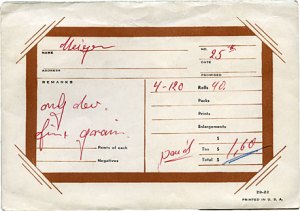 Meyer
NAME
NO. 25
ADDRESS
DATE
PROMISED
REMARKS
4-120 Rolls 40
only dev.
Packs
fine grain.
Prints
Enlargements
Points of each
$
paid Tax $
Negatives
Total $ 1,60
29-22
PRINTED IN U. S. A.